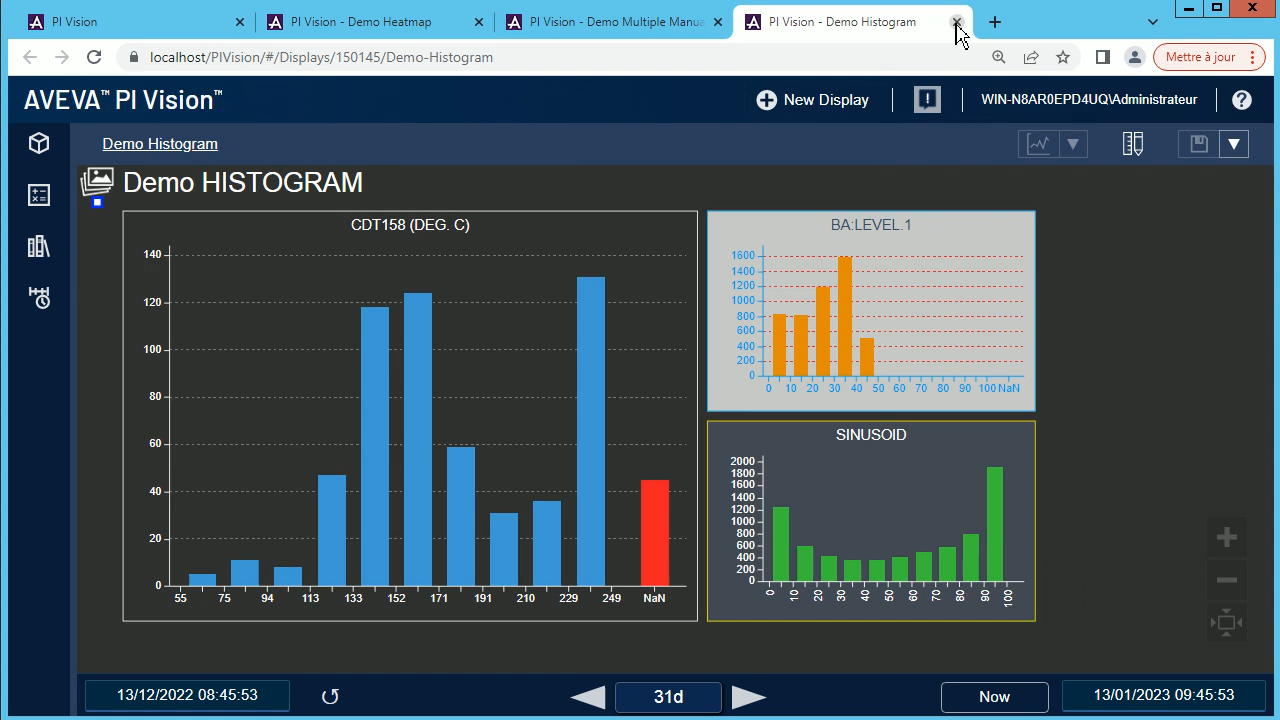 PI Vision
PI Vision - Demo Heatmap
PI Vision - Demo Multiple Manua
PI Vision - Demo Histogram
localhost/PIVision/#/Displays/150145/Demo-Histogram
Mettre à jour
AVEVA™ PI Vision™
New Display
WIN-N8AR0EPD4UQ\Administrateur
Demo Histogram
Demo HISTOGRAM
CDT158 (DEG. C)
140
120
100
80
60
40
20
0
55 75 94 113 133 152 171 191 210 229 249 NaN
BA:LEVEL.1
1600
1400
1200
1000
800
600
400
200
0
0 10 20 30 40 50 60 70 80 90 100 NaN
SINUSOID
2000
1800
1600
1400
1200
1000
800
600
400
200
0
0 10 20 30 40 50 60 70 80 90 100
13/12/2022 08:45:53
31d
Now
13/01/2023 09:45:53